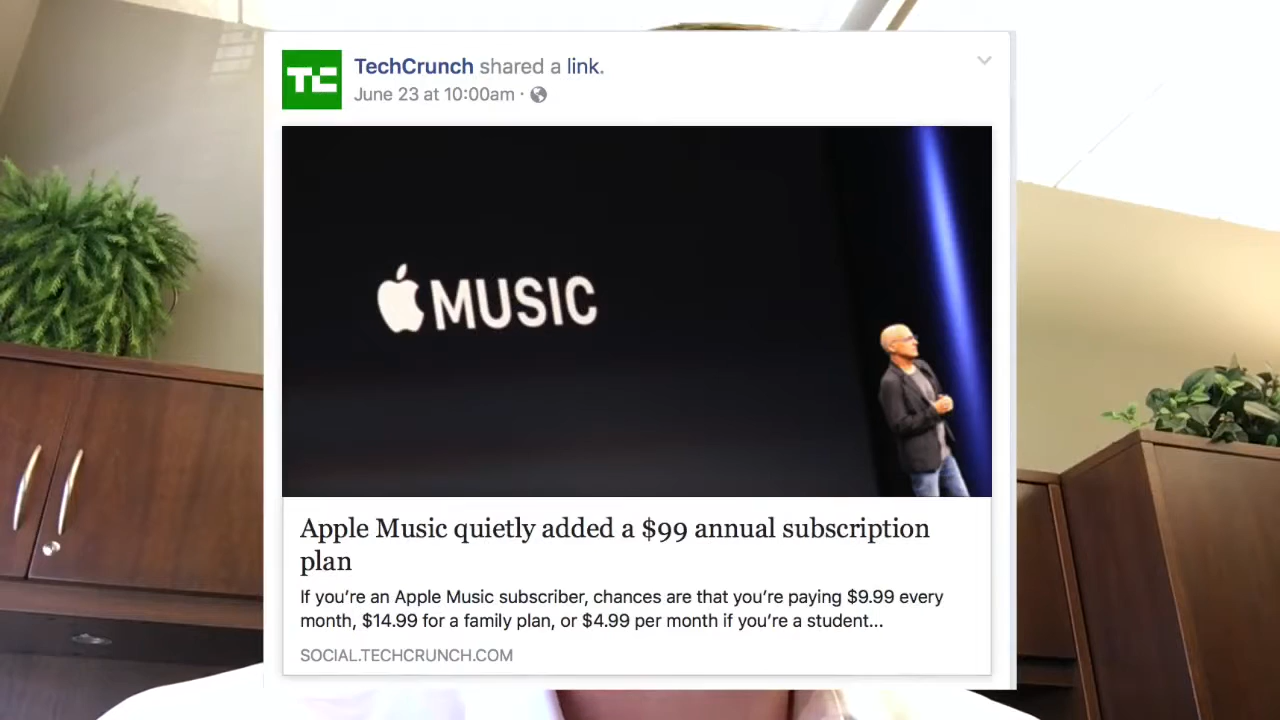 TC
TechCrunch shared a link.
June 23 at 10:00am ·
MUSIC
Apple Music quietly added a $99 annual subscription
plan
If you’re an Apple Music subscriber, chances are that you’re paying $9.99 every
month, $14.99 for a family plan, or $4.99 per month if you’re a student...
SOCIAL.TECHCRUNCH.COM